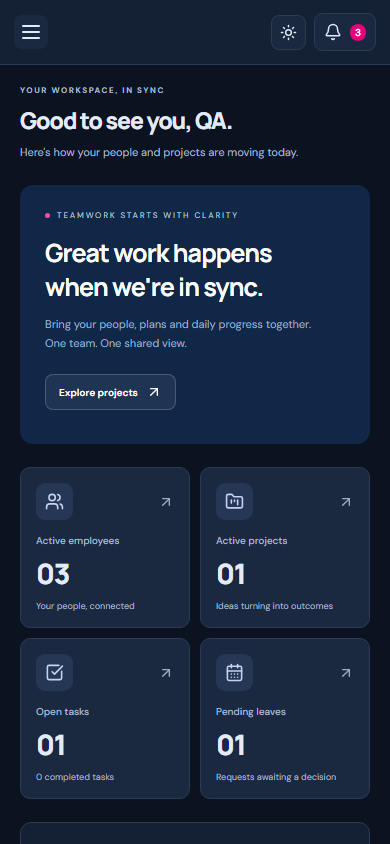 3
YOUR WORKSPACE, IN SYNC
Good to see you, QA.
Here's how your people and projects are moving today.
TEAMWORK STARTS WITH CLARITY
Great work happens
when we're in sync.
Bring your people, plans and daily progress together.
One team. One shared view.
Explore projects
Active employees
03
Your people, connected
Active projects
01
Ideas turning into outcomes
Open tasks
01
0 completed tasks
Pending leaves
01
Requests awaiting a decision